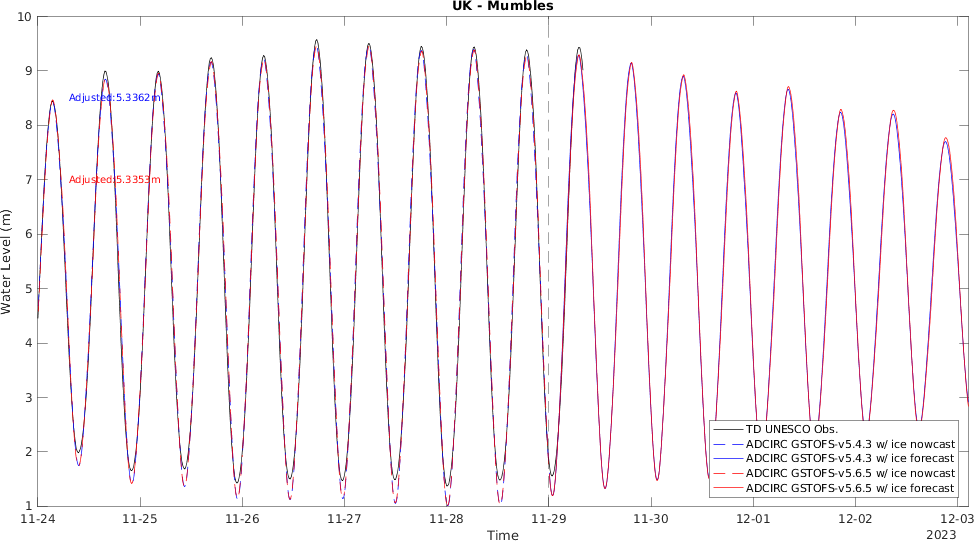 UK - Mumbles
10
9
8
7
6
5
4
3
2
1
Water Level (m)
Adjusted:5.3362m
Adjusted:5.3353m
TD UNESCO Obs.
ADCIRC GSTOFS-v5.4.3 w/ ice nowcast
ADCIRC GSTOFS-v5.4.3 w/ ice forecast
ADCIRC GSTOFS-v5.6.5 w/ ice nowcast
ADCIRC GSTOFS-v5.6.5 w/ ice forecast
11-24 11-25 11-26 11-27 11-28 11-29 11-30 12-01 12-02 12-03
Time
2023